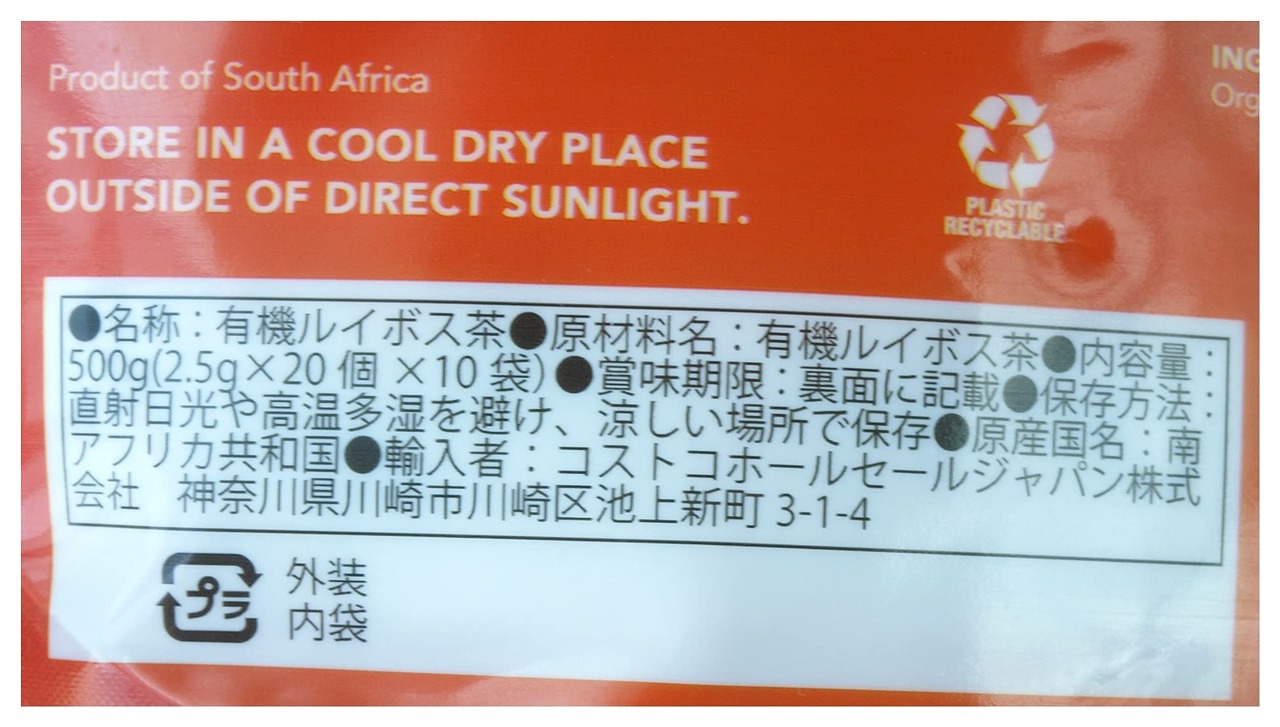 Product of South Africa
STORE IN A COOL DRY PLACE
OUTSIDE OF DIRECT SUNLIGHT.
PLASTIC
RECYCLABLE
●名称：有機ルイボス茶●原材料名：有機ルイボス茶●内容量：
500g(2.5g×20 個 ×10 袋)●賞味期限：裏面に記載●保存方法：
直射日光や高温多湿を避け、涼しい場所で保存●原産国名：南
アフリカ共和国●輸入者：コストコホールセールジャパン株式
会社　神奈川県川崎市川崎区池上新町 3-1-4
プラ
外装
内袋